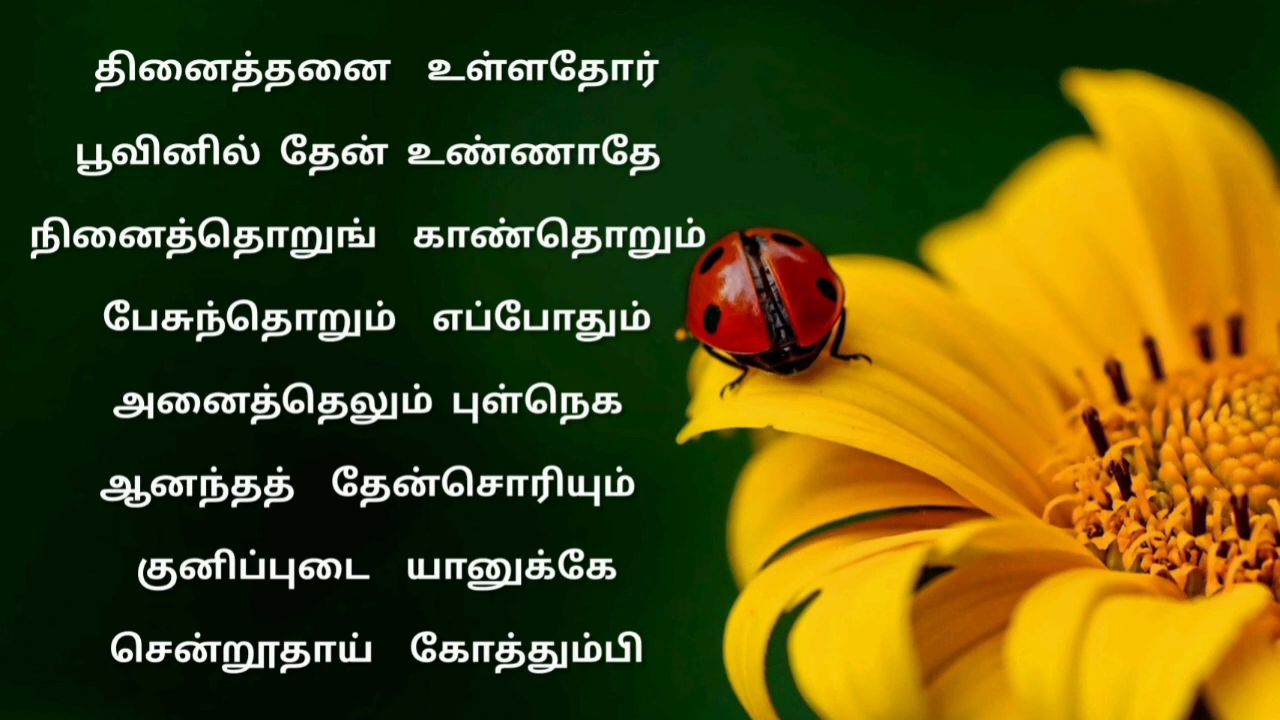 தினைத்தனை உள்ளதோர்
பூவினில் தேன் உண்ணாதே
நினைத்தொறுங் காண்தொறும்
பேசுந்தொறும் எப்போதும்
அனைத்தெலும் புள்நெக
ஆனந்தத் தேன்சொரியும்
குனிப்புடை யானுக்கே
சென்றூதாய் கோத்தும்பி